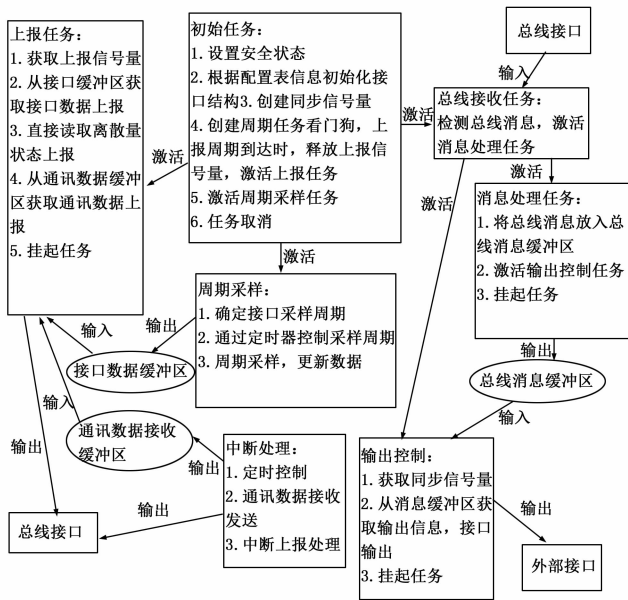 上报任务：
1. 获取上报信号量
2. 从接口缓冲区获
取接口数据上报
3. 直接读取离散量
状态上报
4. 从通讯数据缓冲
区获取通讯数据上
报
5. 挂起任务
初始任务：
1. 设置安全状态
2. 根据配置表信息初始化接
口结构3. 创建同步信号量
4. 创建周期任务看门狗，上
报周期到达时，释放上报信
号量，激活上报任务
5. 激活周期采样任务
6. 任务取消
总线接口
输入
激活
总线接收任务：
检测总线消息，激活
消息处理任务
激活
激活
激活
消息处理任务：
1. 将总线消息放入总
线消息缓冲区
2. 激活输出控制任务
3. 挂起任务
激活
周期采样：
1. 确定接口采样周期
2. 通过定时器控制采样周期
3. 周期采样，更新数据
输入
输出
接口数据缓冲区
输出
总线消息缓冲区
输入
输入
通讯数据接收
缓冲区
输出
输出
中断处理：
1. 定时控制
2. 通讯数据接收
发送
3. 中断上报处理
输出
总线接口
输出控制：
1. 获取同步信号量
2. 从消息缓冲区获
取输出信息，接口
输出
3. 挂起任务
输出
外部接口